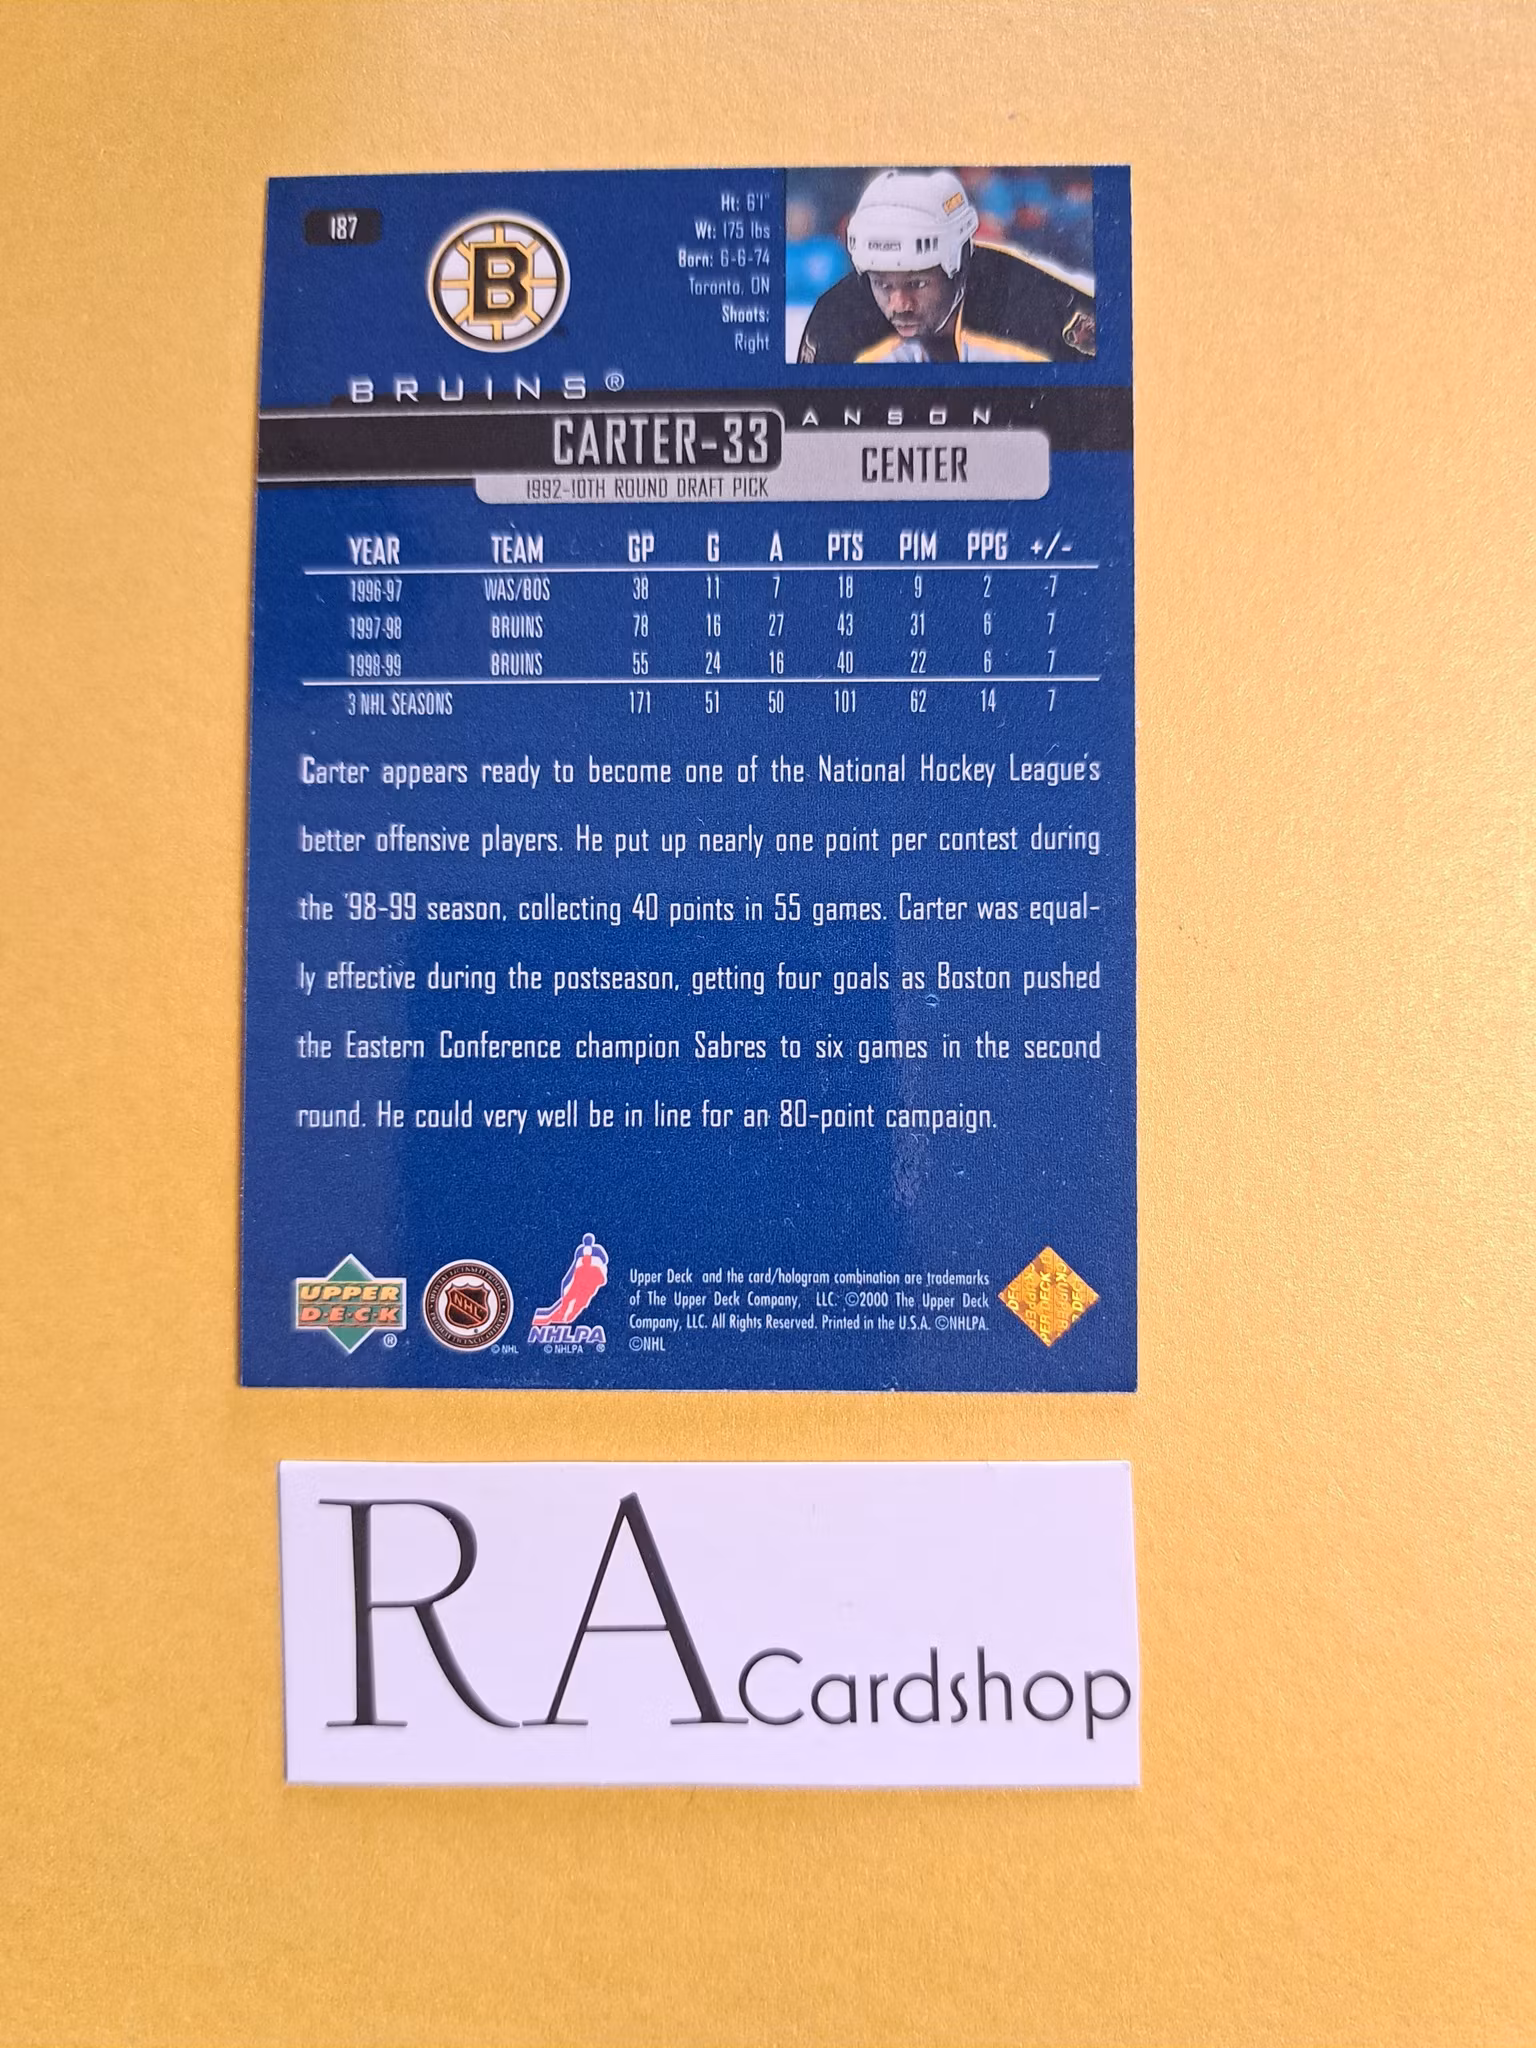 187
Ht: 6'1"
Wt: 175 lbs
Born: 6-6-74
Toronto, ON
Shoots:
Right
B
BRUINS®
ANSON
CARTER-33
CENTER
1992-10TH ROUND DRAFT PICK
YEAR TEAM GP G A PTS PIM PPG +/-
1996-97 WAS/BOS 38 11 7 18 9 2 -7
1997-98 BRUINS 78 16 27 43 31 6 7
1998-99 BRUINS 55 24 16 40 22 6 7
3 NHL SEASONS 171 51 50 101 62 14 7
Carter appears ready to become one of the National Hockey League's
better offensive players. He put up nearly one point per contest during
the '98-99 season, collecting 40 points in 55 games. Carter was equal-
ly effective during the postseason, getting four goals as Boston pushed
the Eastern Conference champion Sabres to six games in the second
round. He could very well be in line for an 80-point campaign.
UPPER
DECK
®
NHL
© NHL
NHLPA
© NHLPA ®
Upper Deck and the card/hologram combination are trademarks
of The Upper Deck Company, LLC. ©2000 The Upper Deck
Company, LLC. All Rights Reserved. Printed in the U.S.A. ©NHLPA.
©NHL
RA Cardshop